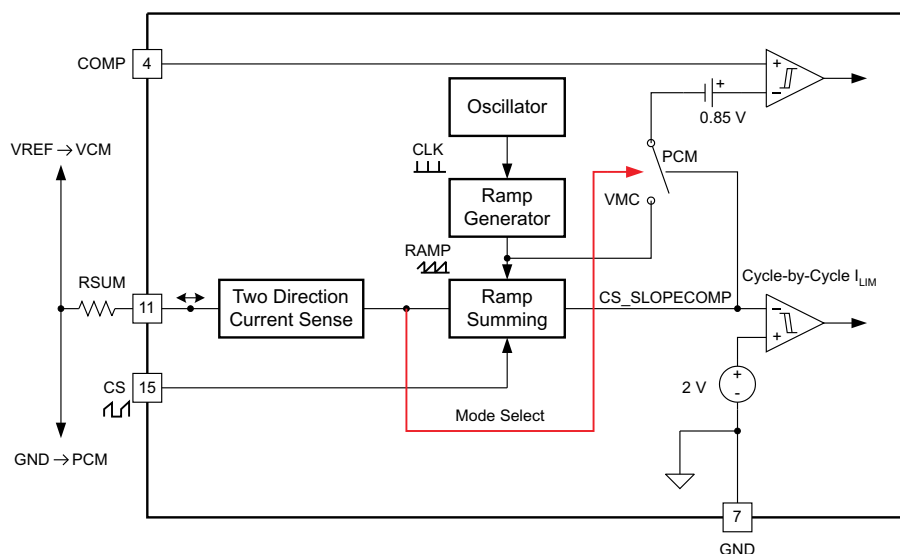 COMP
4
Oscillator
+
0.85 V
+
−
VREF → VCM
CLK
PCM
Ramp
Generator
VMC
RAMP
RSUM
11
Two Direction
Current Sense
Ramp
Summing
CS_SLOPECOMP
Cycle-by-Cycle ILIM
−
+
CS
15
2 V
+
-
Mode Select
GND → PCM
7
GND